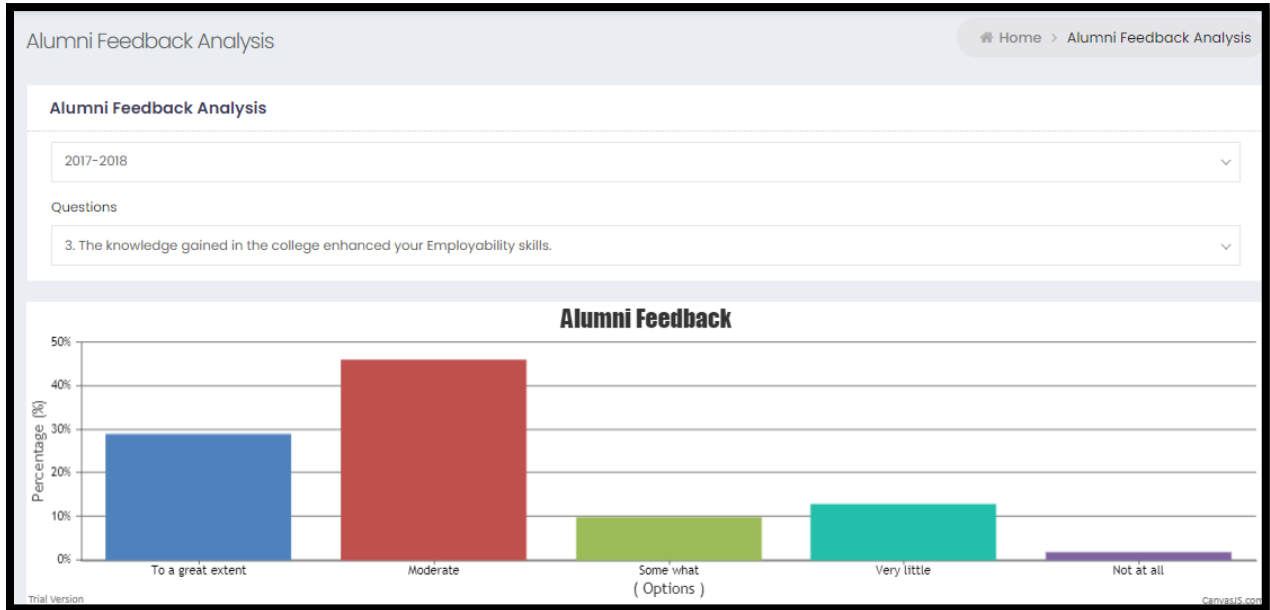 Alumni Feedback Analysis
Home > Alumni Feedback Analysis
Alumni Feedback Analysis
2017-2018
Questions
3. The knowledge gained in the college enhanced your Employability skills.
Alumni Feedback
50%
40%
30%
20%
10%
0%
Percentage (%)
To a great extent Moderate Some what Very little Not at all
( Options )
Trial Version
CanvasJS.com